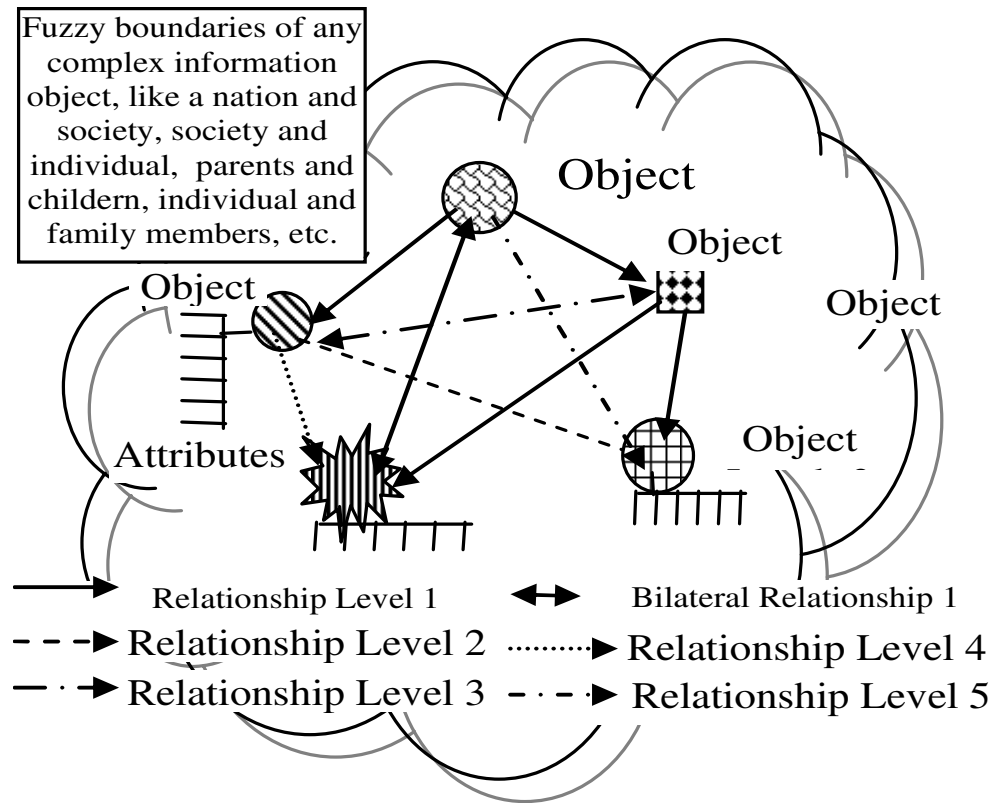 Fuzzy boundaries of any
complex information
object, like a nation and
society, society and
individual, parents and
childern, individual and
family members, etc.
Object
Object
Object
Object
Object
Attributes
Relationship Level 1
Bilateral Relationship 1
Relationship Level 2
Relationship Level 4
Relationship Level 3
Relationship Level 5